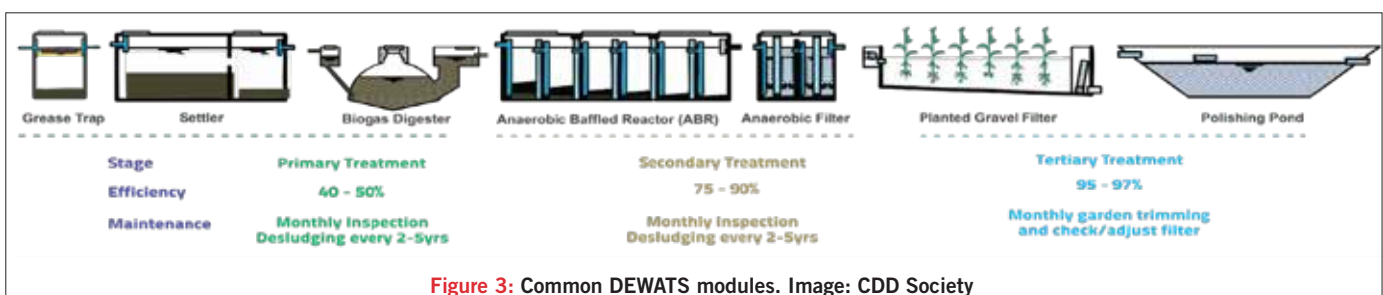 Grease Trap Settler Biogas Digester Anaerobic Baffled Reactor (ABR) Anaerobic Filter Planted Gravel Filter Polishing Pond
Stage Primary Treatment Secondary Treatment Tertiary Treatment
Efficiency 40 - 50% 75 - 90% 95 - 97%
Maintenance Monthly Inspection Monthly Inspection Monthly garden trimming
Desludging every 2-5yrs Desludging every 2-5yrs and check/adjust filter
Figure 3: Common DEWATS modules. Image: CDD Society